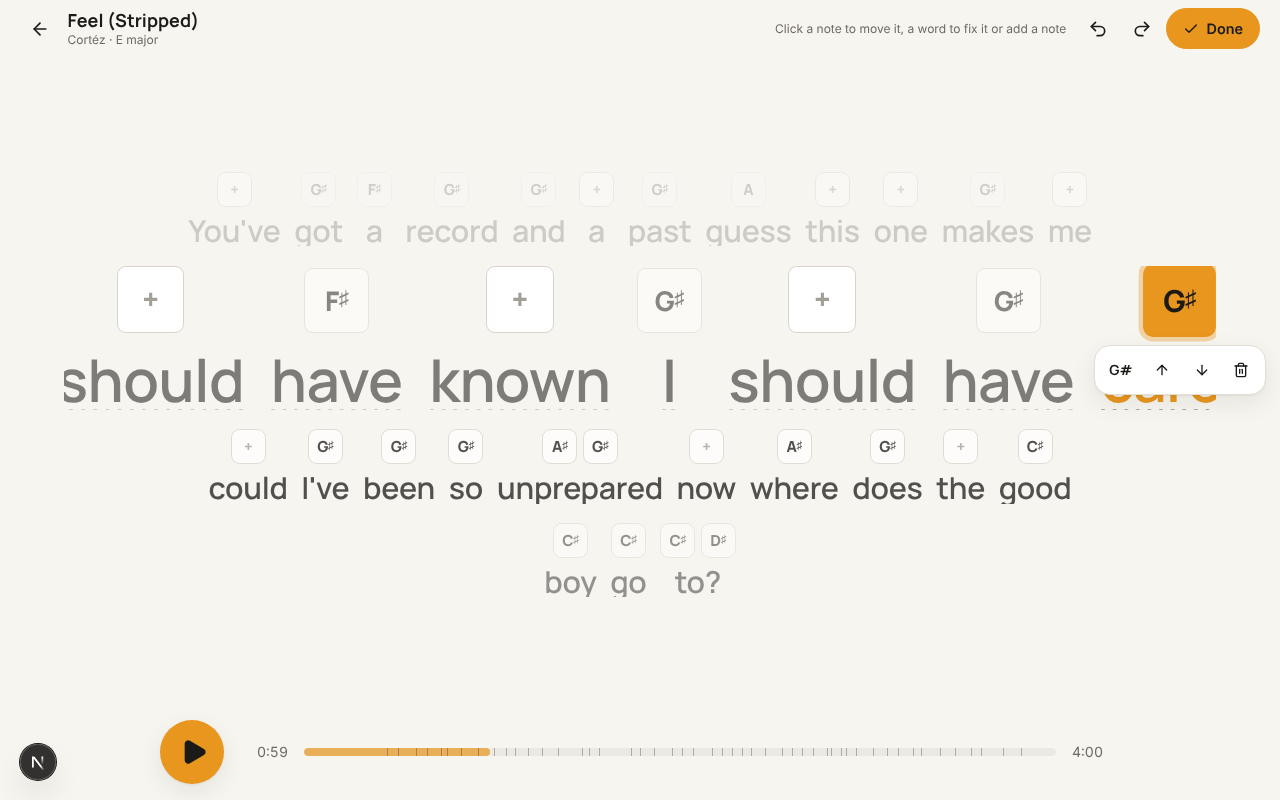 Feel (Stripped)
Cortéz · E major
Click a note to move it, a word to fix it or add a note
Done
+ G♯ F♯ G♯ G♯ + G♯ A + + G♯ +
You've got a record and a past guess this one makes me
+ F♯ + G♯ + G♯ G♯
should have known I should have
G# ↑ ↓
+ G♯ G♯ G♯ A♯ G♯ + A♯ G♯ + C♯
could I've been so unprepared now where does the good
C♯ C♯ C♯ D♯
boy go to?
0:59
4:00
N